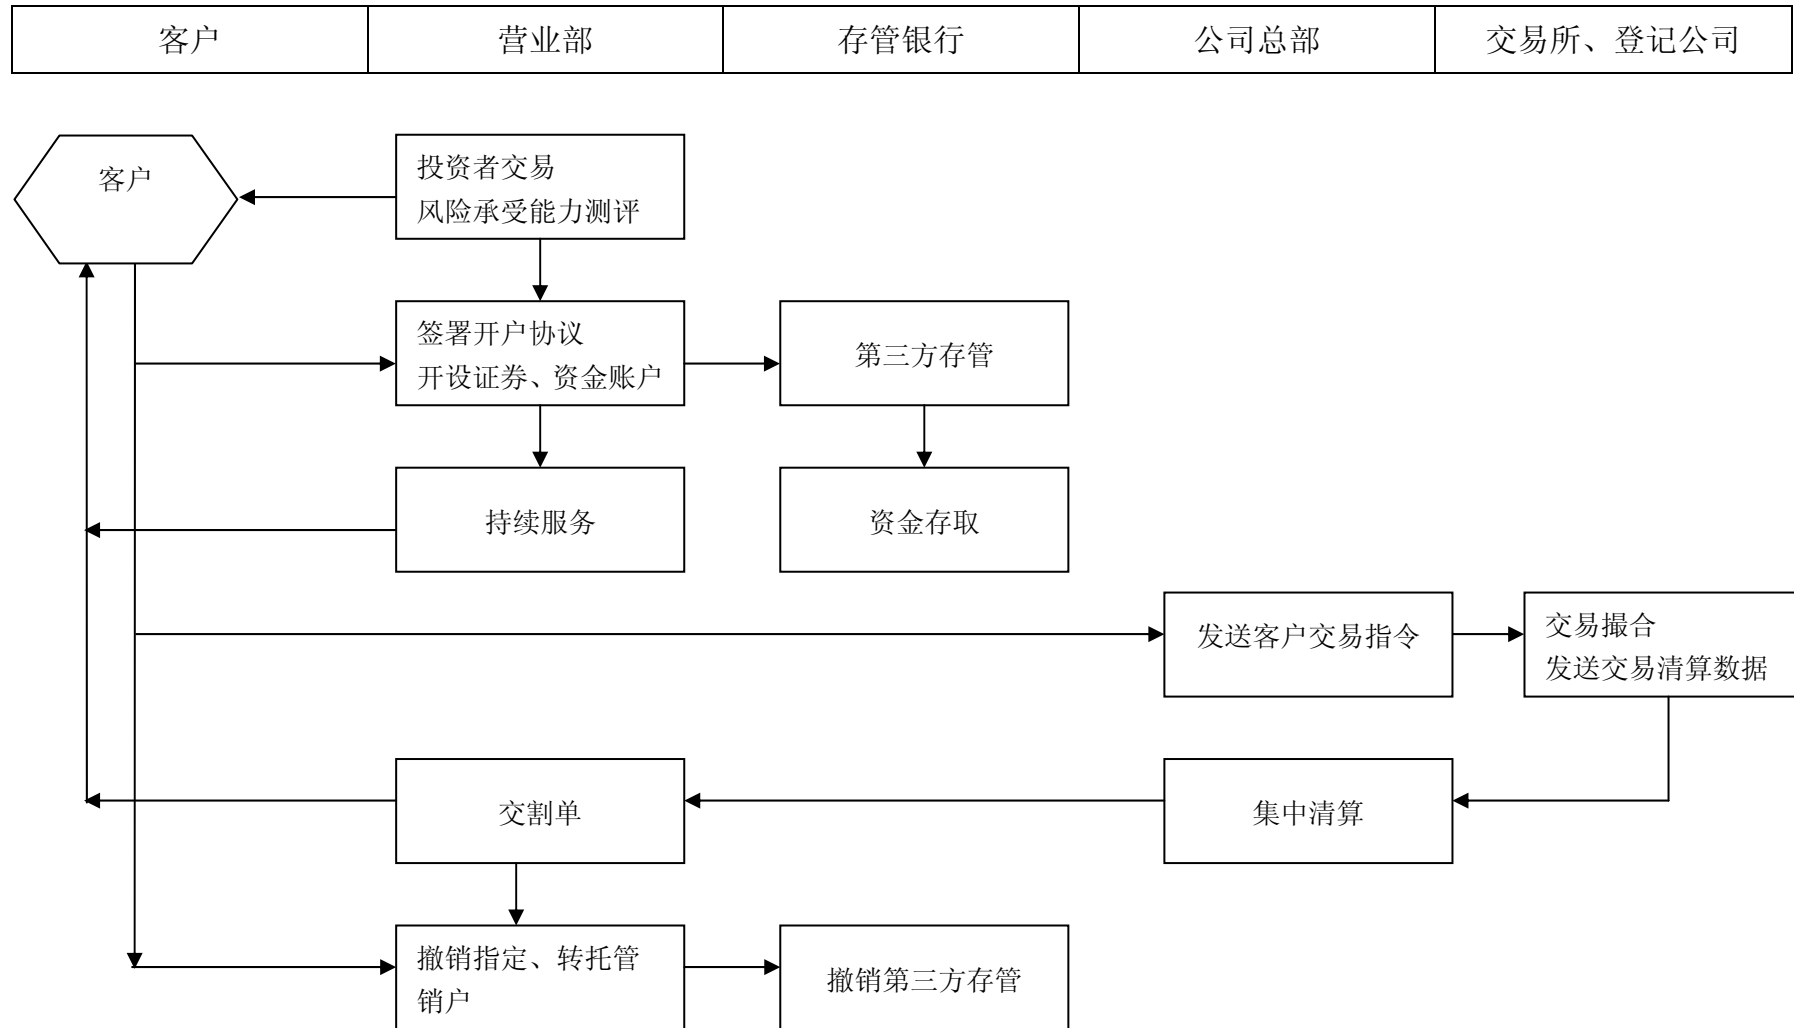 客户
营业部
存管银行
公司总部
交易所、登记公司
客户
投资者交易
风险承受能力测评
签署开户协议
开设证券、资金账户
第三方存管
持续服务
资金存取
发送客户交易指令
交易撮合
发送交易清算数据
交割单
集中清算
撤销指定、转托管
销户
撤销第三方存管